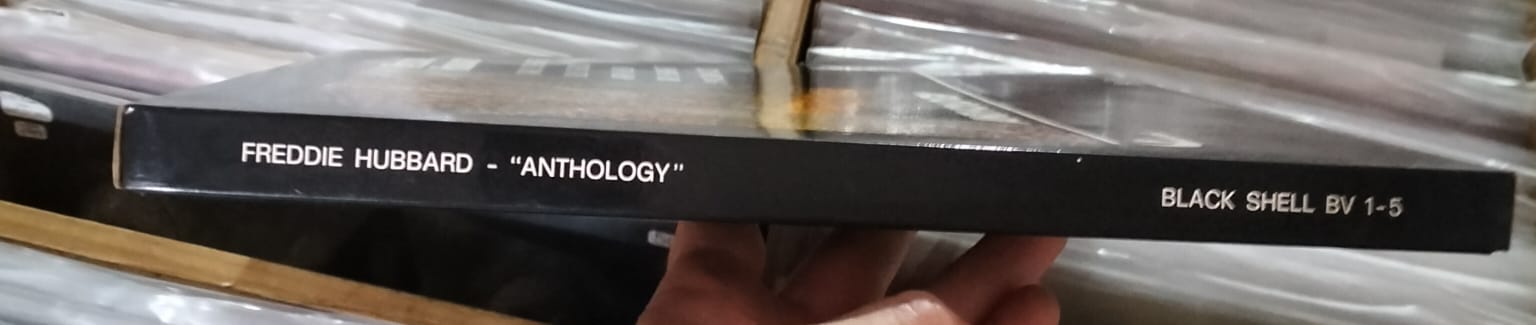 FREDDIE HUBBARD - “ANTHOLOGY”
BLACK SHELL BV 1-5